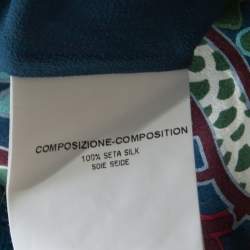 COMPOSIZIONE-COMPOSITION
100% SETA SILK
SOIE SEIDE